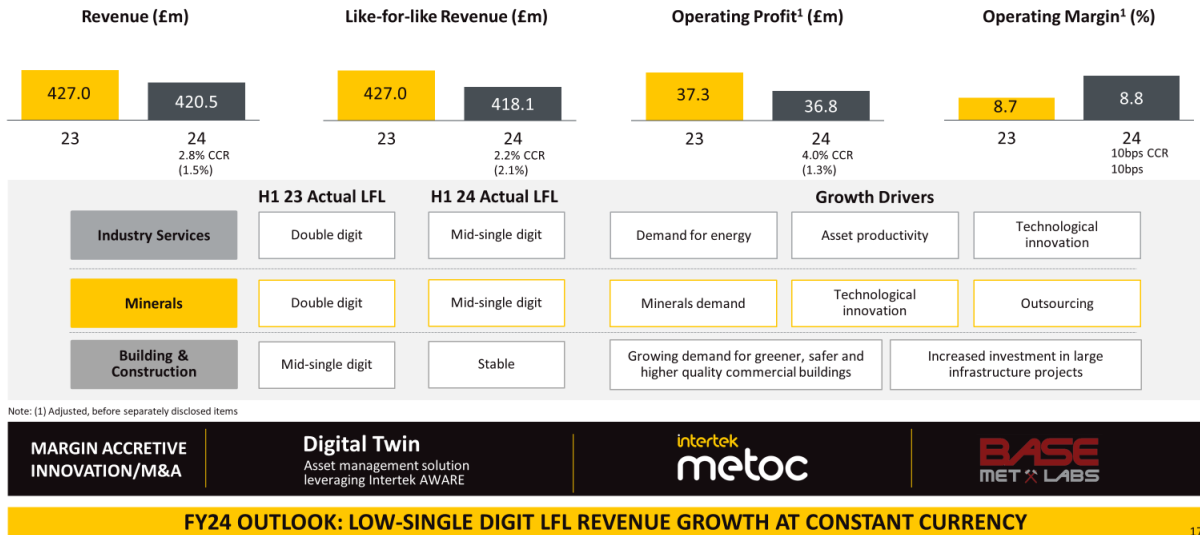 Revenue (£m)
Like-for-like Revenue (£m)
Operating Profit¹ (£m)
Operating Margin¹ (%)
427.0
420.5
23
24
2.8% CCR
(1.5%)
427.0
418.1
23
24
2.2% CCR
(2.1%)
37.3
36.8
23
24
4.0% CCR
(1.3%)
8.7
8.8
23
24
10bps CCR
10bps
H1 23 Actual LFL
H1 24 Actual LFL
Growth Drivers
Industry Services
Double digit
Mid-single digit
Demand for energy
Asset productivity
Technological
innovation
Minerals
Double digit
Mid-single digit
Minerals demand
Technological
innovation
Outsourcing
Building &
Construction
Mid-single digit
Stable
Growing demand for greener, safer and
higher quality commercial buildings
Increased investment in large
infrastructure projects
Note: (1) Adjusted, before separately disclosed items
MARGIN ACCRETIVE
INNOVATION/M&A
Digital Twin
Asset management solution
leveraging Intertek AWARE
intertek
metoc
BASE
MET LABS
FY24 OUTLOOK: LOW-SINGLE DIGIT LFL REVENUE GROWTH AT CONSTANT CURRENCY
17